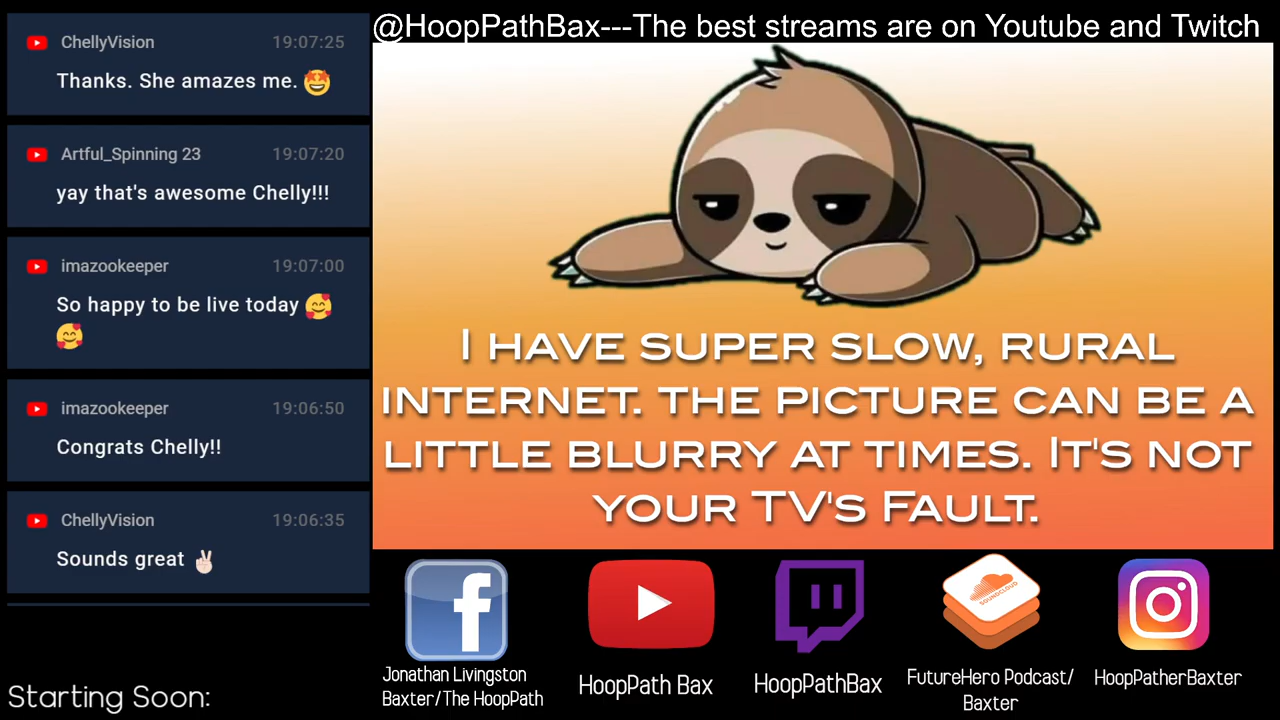 @HoopPathBax---The best streams are on Youtube and Twitch
ChellyVision 19:07:25
Thanks. She amazes me. 🤩
Artful_Spinning 23 19:07:20
yay that's awesome Chelly!!!
imazookeeper 19:07:00
So happy to be live today 🥰
🥰
imazookeeper 19:06:50
Congrats Chelly!!
ChellyVision 19:06:35
Sounds great ✌🏻
Starting Soon:
I HAVE SUPER SLOW, RURAL
INTERNET. THE PICTURE CAN BE A
LITTLE BLURRY AT TIMES. IT'S NOT
YOUR TV'S FAULT.
Jonathan Livingston
Baxter/The HoopPath
HoopPath Bax
HoopPathBax
SOUNDCLOUD
FutureHero Podcast/
Baxter
HoopPatherBaxter